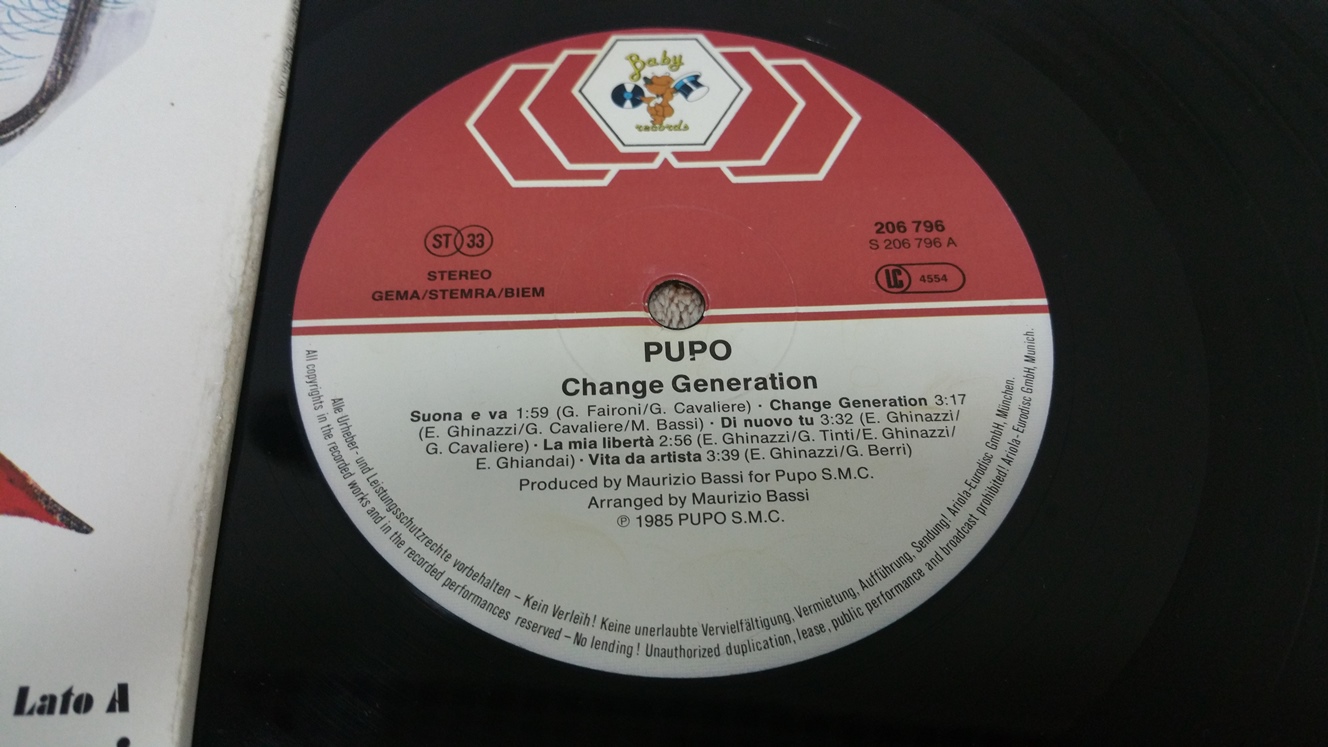 Baby
records
ST 33
STEREO
GEMA/STEMRA/BIEM
206 796
S 206 796 A
LC 4554
PUPO
Change Generation
Suona e va 1:59 (G. Faironi/G. Cavaliere) · Change Generation 3:17
(E. Ghinazzi/G. Cavaliere/M. Bassi) · Di nuovo tu 3:32 (E. Ghinazzi/
G. Cavaliere) · La mia libertà 2:56 (E. Ghinazzi/G. Tinti/E. Ghinazzi/
E. Ghiandai) · Vita da artista 3:39 (E. Ghinazzi/G. Berri)
Produced by Maurizio Bassi for Pupo S.M.C.
Arranged by Maurizio Bassi
℗ 1985 PUPO S.M.C.
Alle Urheber- und Leistungsschutzrechte vorbehalten – Kein Verleih! Keine unerlaubte Vervielfältigung, Vermietung, Aufführung, Sendung! Ariola-Eurodisc GmbH, München.
All copyrights in the recorded works and in the recorded performances reserved – No lending! Unauthorized duplication, lease, public performance and broadcast prohibited! Ariola-Eurodisc GmbH, Munich.
Lato A